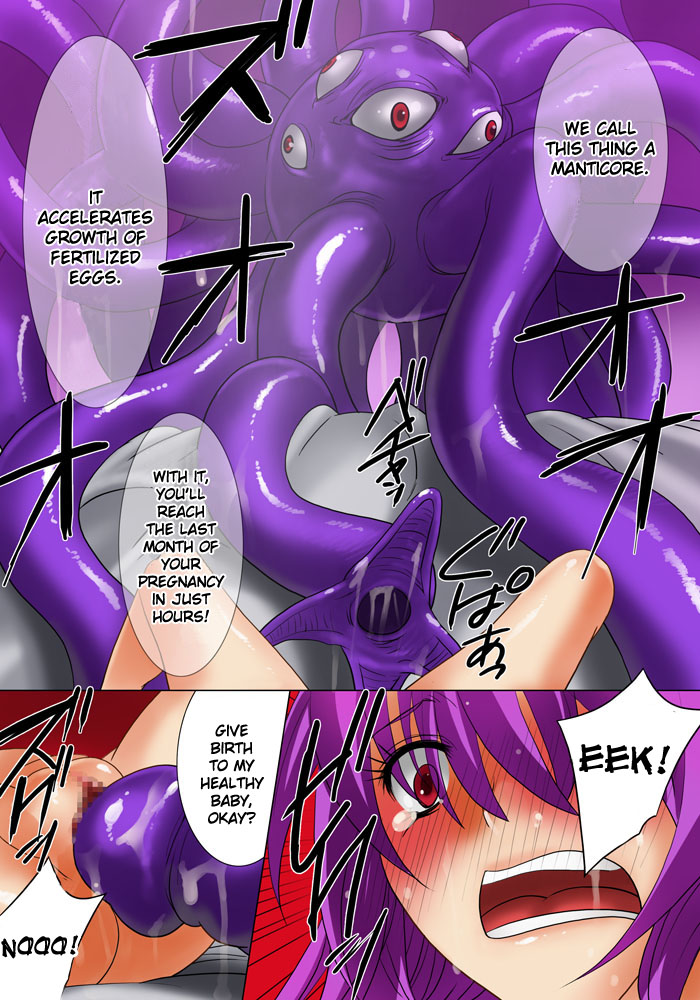 WE CALL
THIS THING A
MANTICORE.
IT
ACCELERATES
GROWTH OF
FERTILIZED
EGGS.
ズ
オ
オ
オ
ぐぱぁっ
WITH IT,
YOU'LL
REACH
THE LAST
MONTH OF
YOUR
PREGNANCY
IN JUST
HOURS!
EEK!
GIVE
BIRTH
TO MY
HEALTHY
BABY,
OKAY?
NOOO!